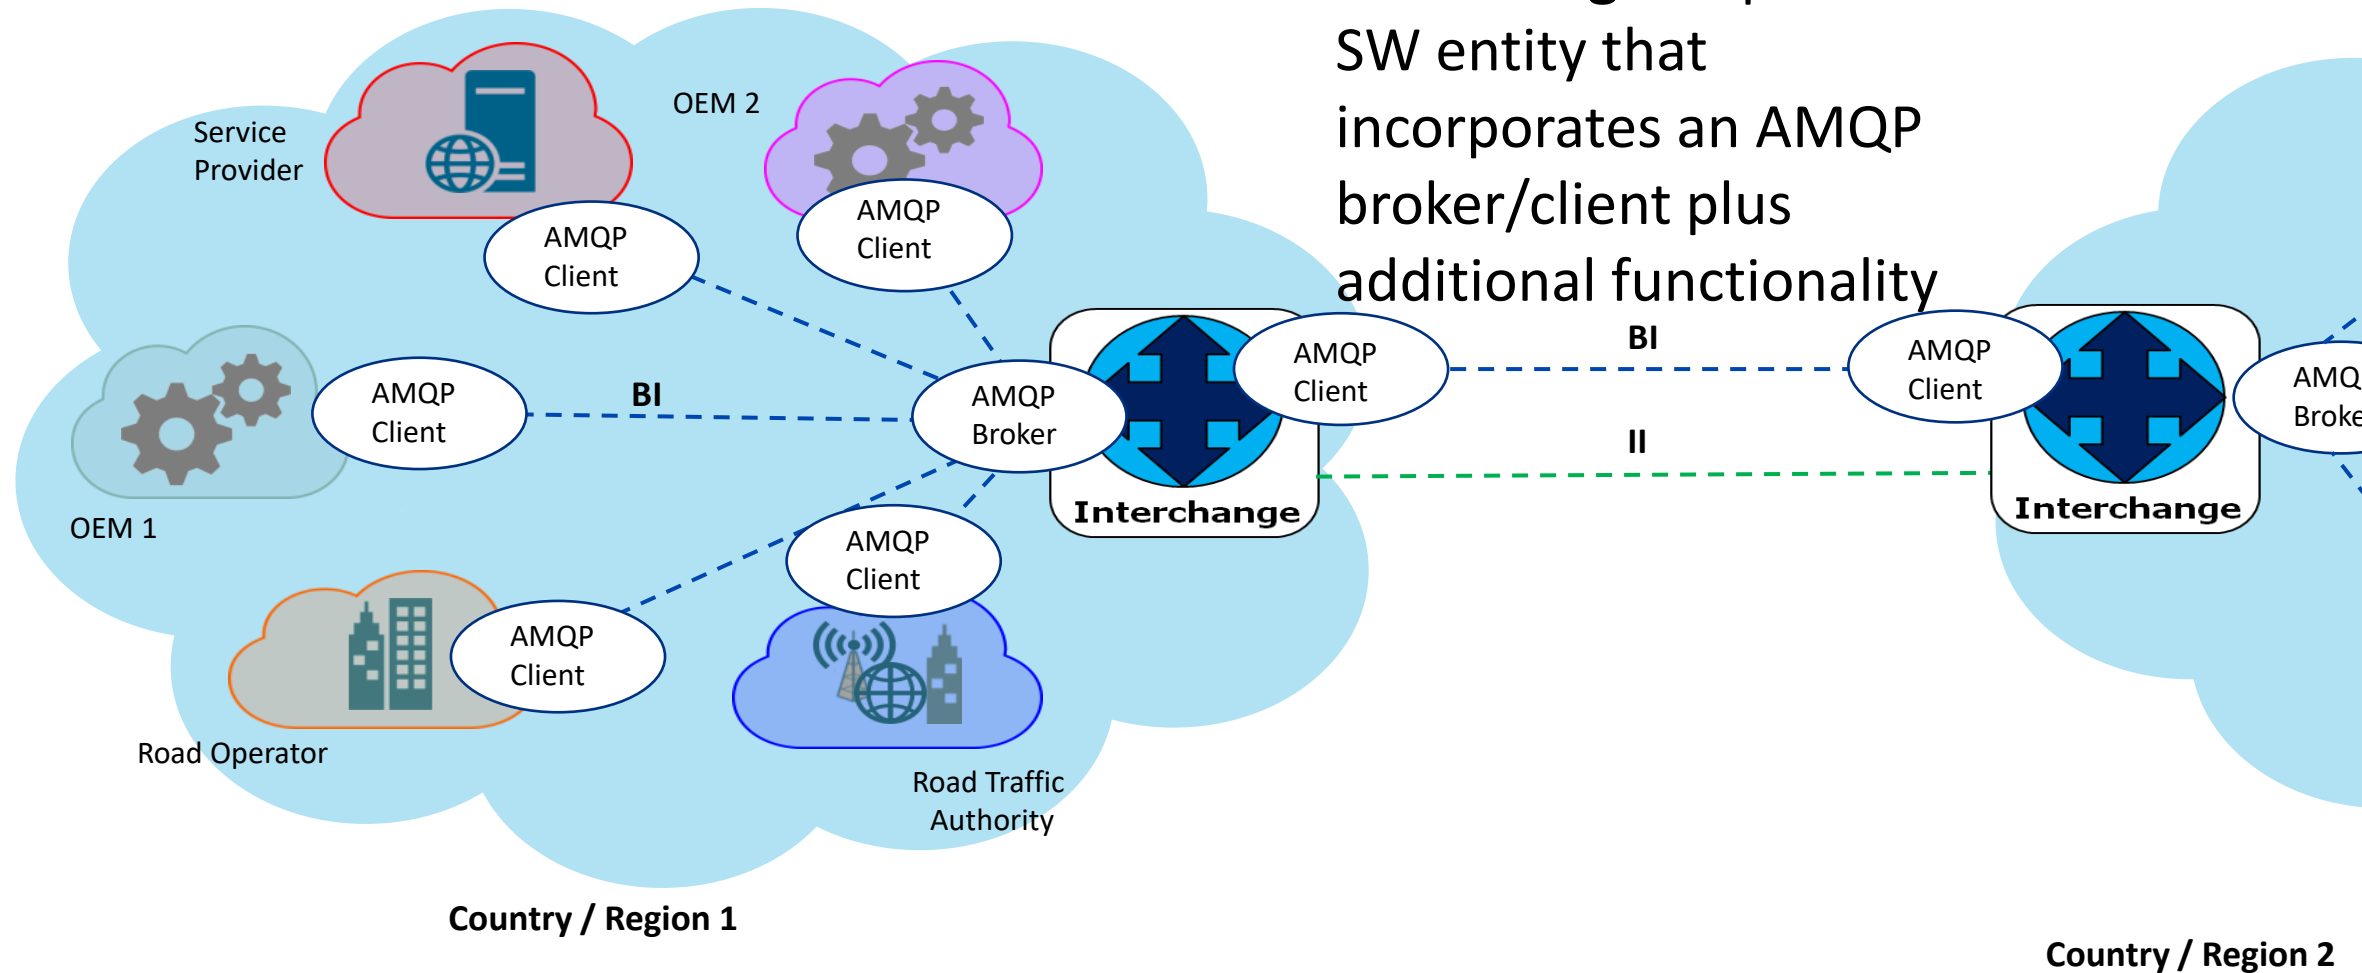 SW entity that
incorporates an AMQP
broker/client plus
additional functionality
Service
Provider
OEM 2
AMQP
Client
AMQP
Client
AMQP
Client
BI
AMQP
Broker
Interchange
AMQP
Client
BI
II
AMQP
Client
Interchange
OEM 1
AMQP
Client
AMQP
Client
Road Operator
Road Traffic
Authority
Country / Region 1
Country / Region 2